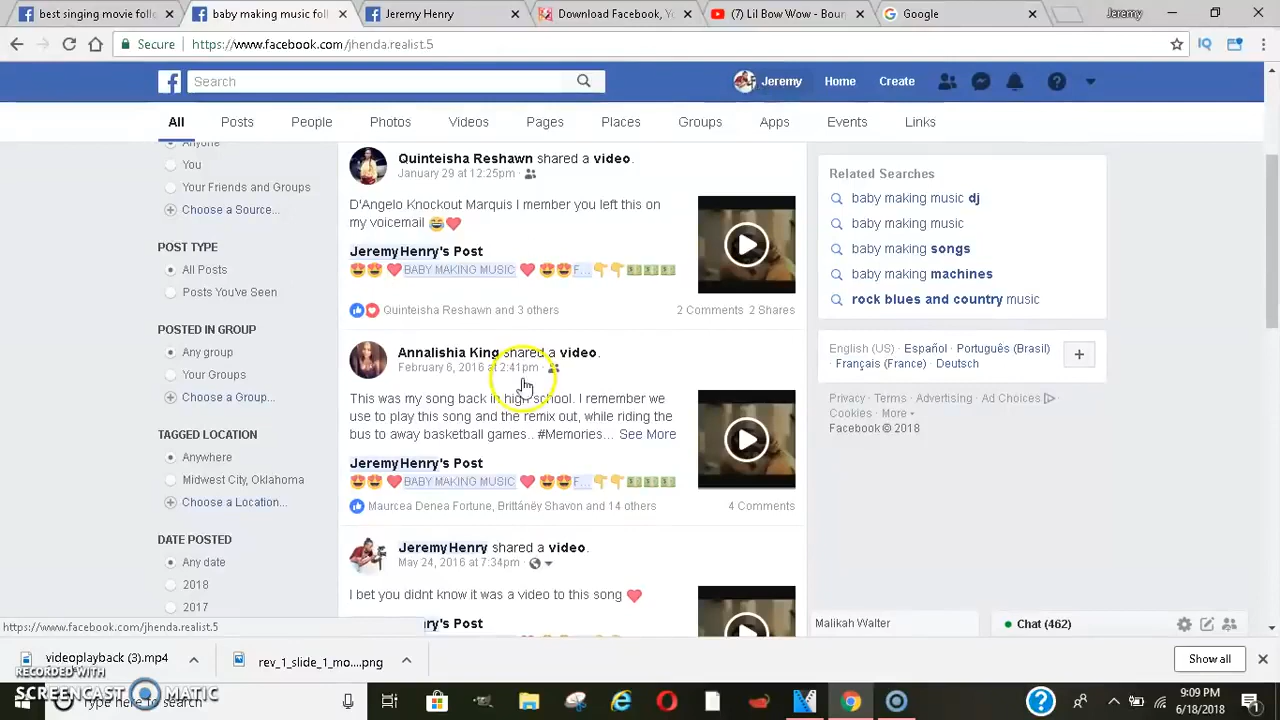 best singing movie follo
baby making music foll
Jeremy Henry
Download Facebook, Yo
(7) Lil Bow Wow - Boun
Google
Jeremy
Secure
https://www.facebook.com/jhenda.realist.5
Search
Jeremy
Home
Create
All
Posts
People
Photos
Videos
Pages
Places
Groups
Apps
Events
Links
Anyone
You
Your Friends and Groups
Choose a Source...
POST TYPE
All Posts
Posts You've Seen
POSTED IN GROUP
Any group
Your Groups
Choose a Group...
TAGGED LOCATION
Anywhere
Midwest City, Oklahoma
Choose a Location...
DATE POSTED
Any date
2018
2017
Quinteisha Reshawn shared a video.
January 29 at 12:25pm
D'Angelo Knockout Marquis I member you left this on
my voicemail 😂❤️
Jeremy Henry's Post
😍😍 ❤️BABY MAKING MUSIC ❤️ 😍😍F...👇👇💵💵💵
Quinteisha Reshawn and 3 others
2 Comments 2 Shares
Annalishia King shared a video.
February 6, 2016 at 2:41pm
This was my song back in high school. I remember we
use to play this song and the remix out, while riding the
bus to away basketball games.. #Memories... See More
Jeremy Henry's Post
😍😍 ❤️BABY MAKING MUSIC ❤️ 😍😍F...👇👇💵💵💵
Maurcea Denea Fortune, Brittánëy Shavon and 14 others
4 Comments
Jeremy Henry shared a video.
May 24, 2016 at 7:34pm
I bet you didnt know it was a video to this song ❤️
's Post
Related Searches
baby making music dj
baby making music
baby making songs
baby making machines
rock blues and country music
English (US) · Español · Português (Brasil)
· Français (France) · Deutsch
Privacy · Terms · Advertising · Ad Choices ·
Cookies · More
Facebook © 2018
Malikah Walter
Chat (462)
https://www.facebook.com/jhenda.realist.5
videoplayback (3).mp4
rev_1_slide_1_mo....png
Show all
RECORDED WITH
SCREENCAST MATIC
Type here to search
9:09 PM
6/18/2018